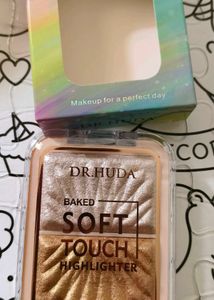 Makeup for a perfect day
DR.HUDA
BAKED
SOFT
TOUCH
HIGHLIGHTER